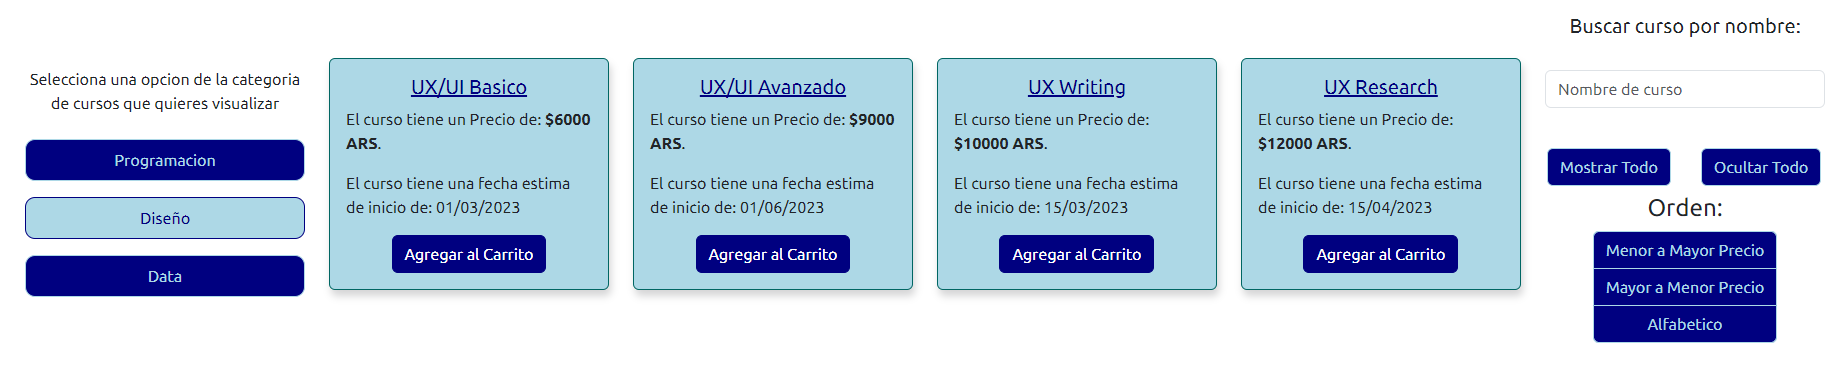 Selecciona una opcion de la categoria
de cursos que quieres visualizar
Programacion
Diseño
Data
UX/UI Basico
El curso tiene un Precio de: $6000
ARS.
El curso tiene una fecha estima
de inicio de: 01/03/2023
Agregar al Carrito
UX/UI Avanzado
El curso tiene un Precio de: $9000
ARS.
El curso tiene una fecha estima
de inicio de: 01/06/2023
Agregar al Carrito
UX Writing
El curso tiene un Precio de:
$10000 ARS.
El curso tiene una fecha estima
de inicio de: 15/03/2023
Agregar al Carrito
UX Research
El curso tiene un Precio de:
$12000 ARS.
El curso tiene una fecha estima
de inicio de: 15/04/2023
Agregar al Carrito
Buscar curso por nombre:
Nombre de curso
Mostrar Todo
Ocultar Todo
Orden:
Menor a Mayor Precio
Mayor a Menor Precio
Alfabetico